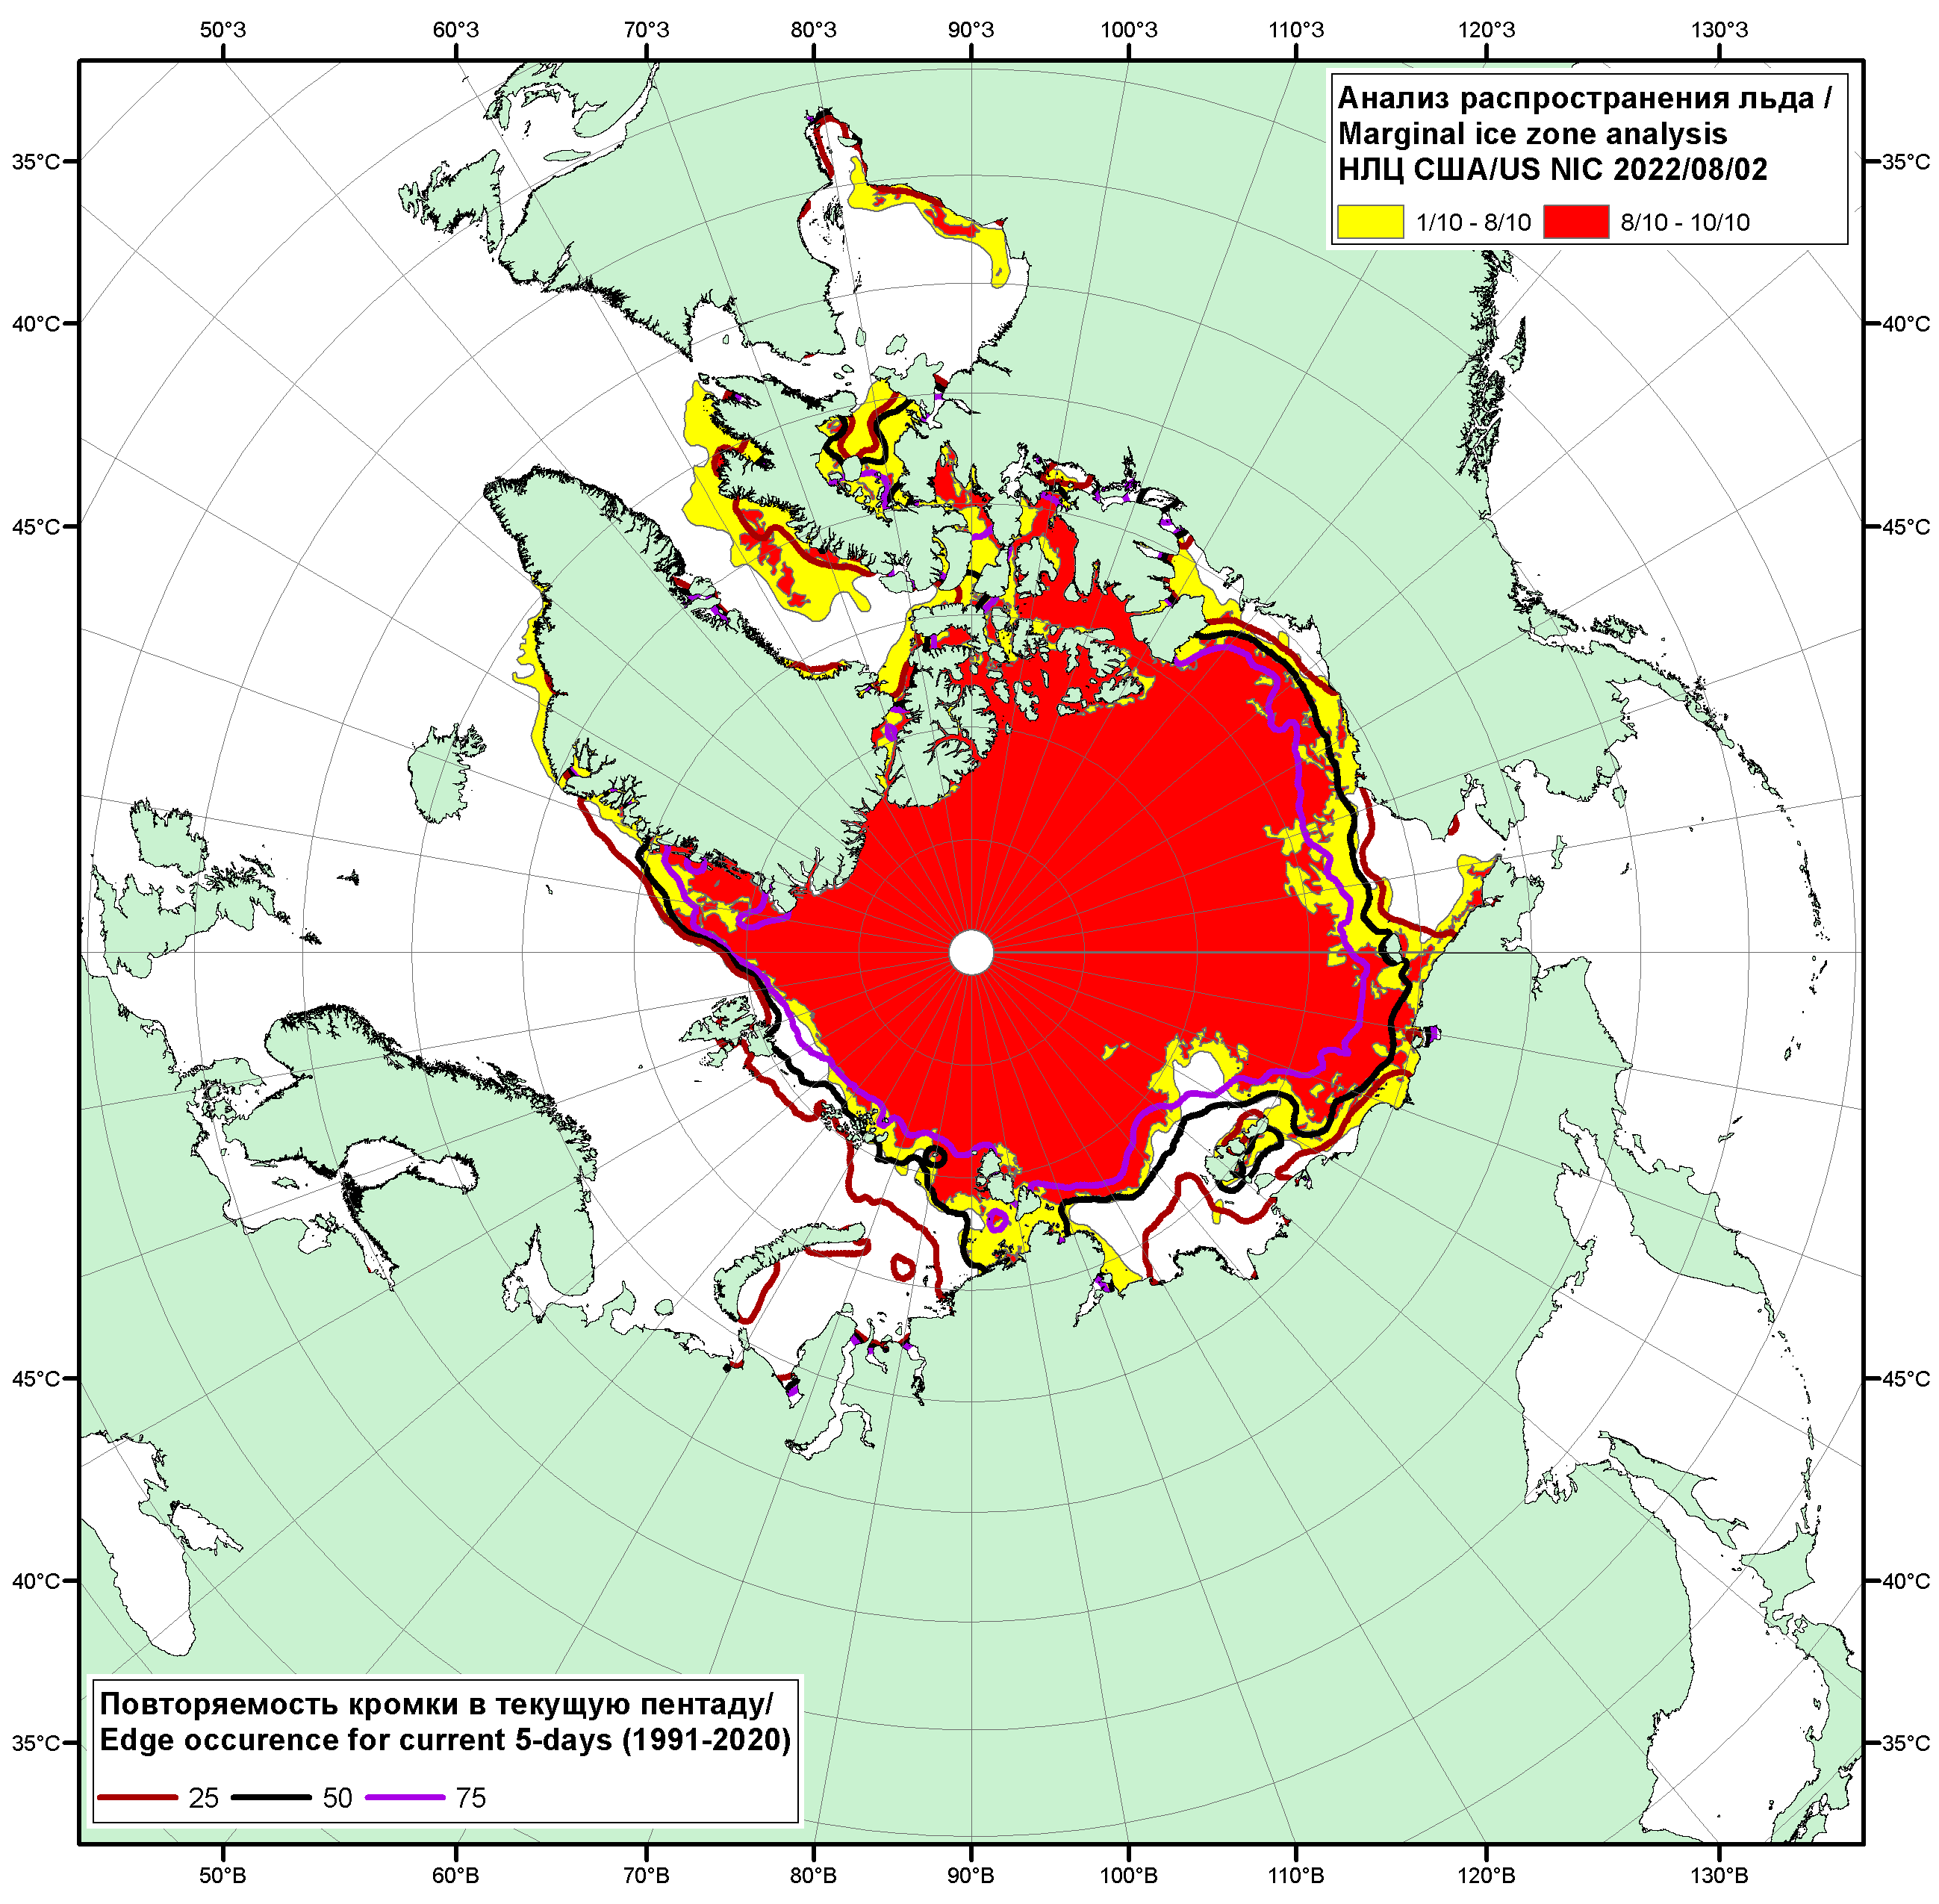 50°З 60°З 70°З 80°З 90°З 100°З 110°З 120°З 130°З
Анализ распространения льда /
Marginal ice zone analysis
НЛЦ США/US NIC 2022/08/02
1/10 - 8/10 8/10 - 10/10
35°С 35°С
40°С 40°С
45°С 45°С
45°С 45°С
40°С 40°С
35°С 35°С
Повторяемость кромки в текущую пентаду/
Edge occurence for current 5-days (1991-2020)
25 50 75
50°В 60°В 70°В 80°В 90°В 100°В 110°В 120°В 130°В